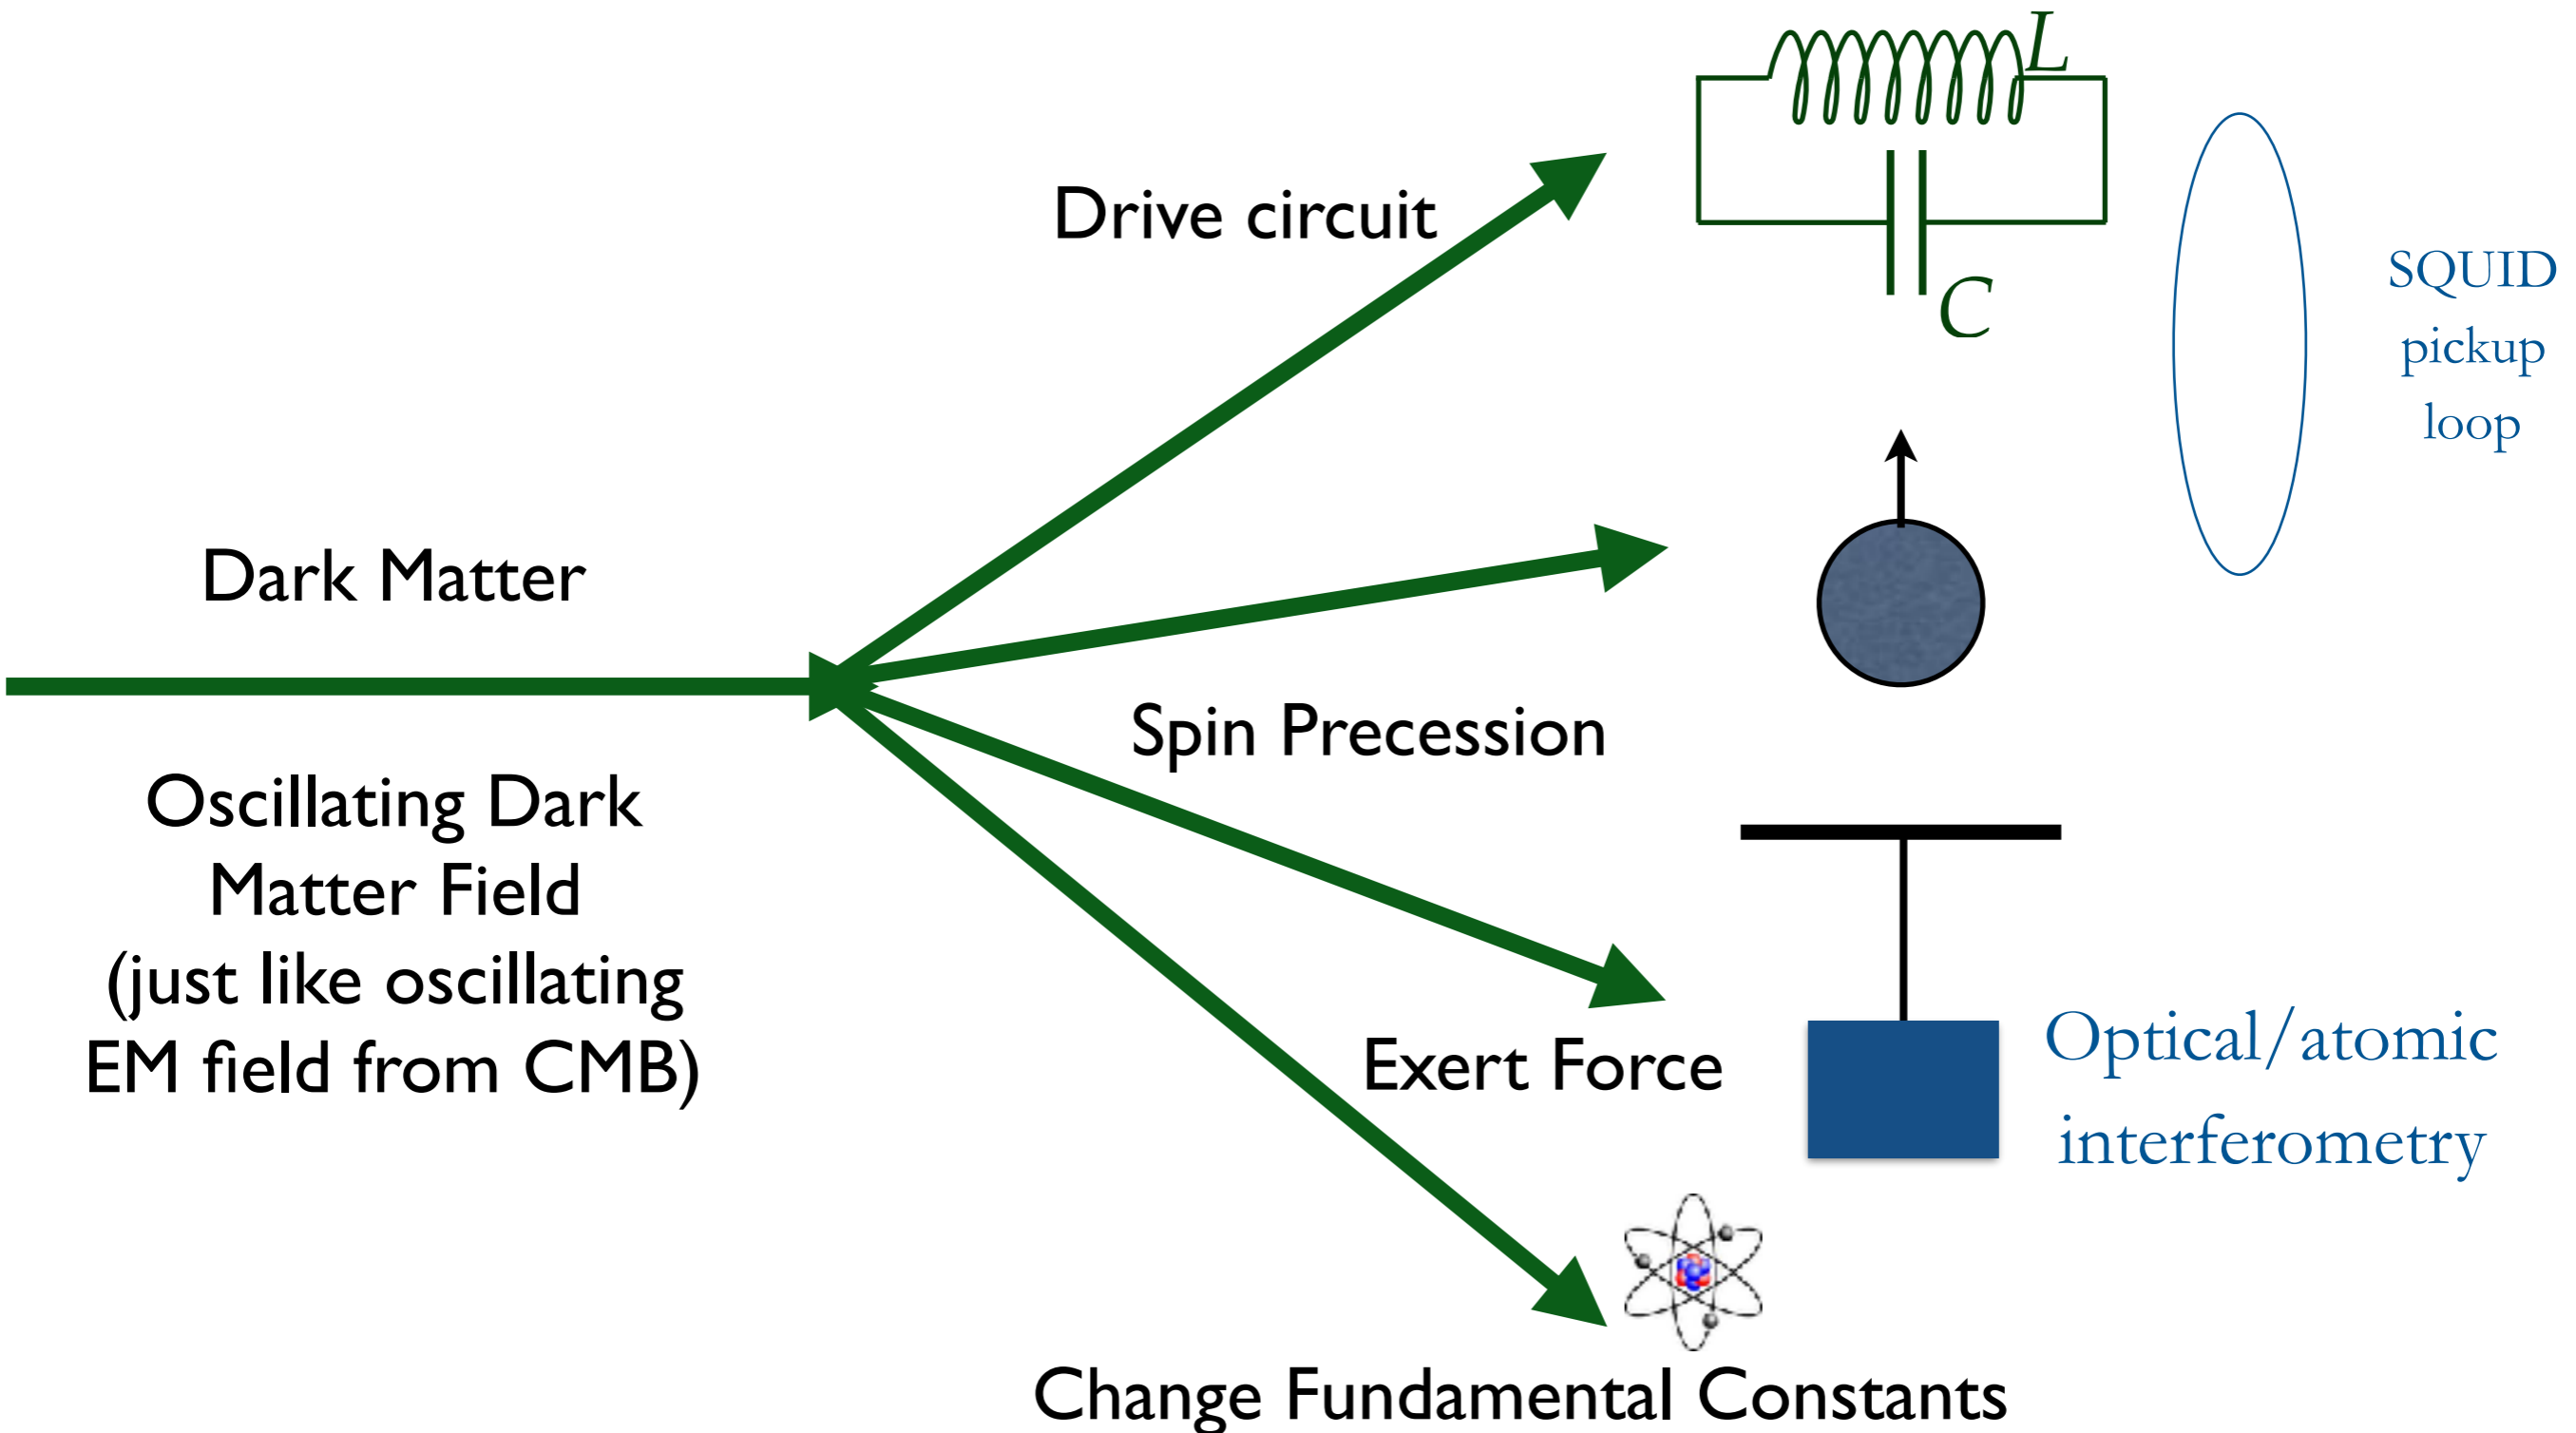 Dark Matter
Oscillating Dark
Matter Field
(just like oscillating
EM field from CMB)
Drive circuit
L
C
SQUID
pickup
loop
Spin Precession
Exert Force
Optical/atomic
interferometry
Change Fundamental Constants